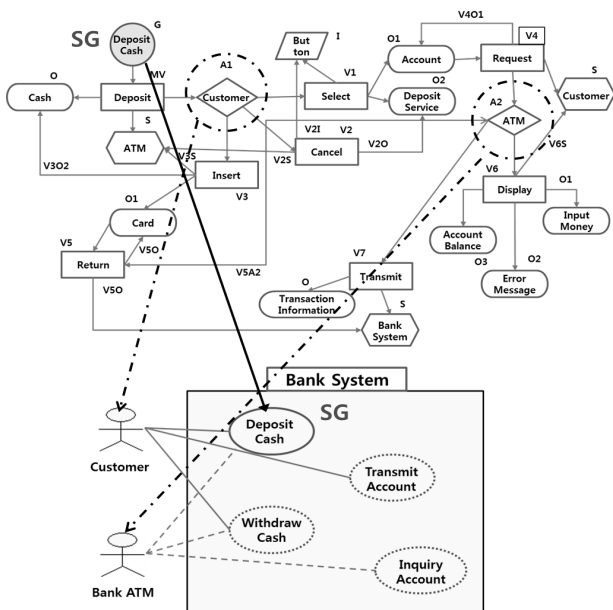 SG
G
Deposit
Cash
A1
But
ton
I
V4O1
O1
Account
V4
Request
S
Customer
O
Cash
MV
Deposit
Customer
V1
Select
O2
Deposit
Service
A2
ATM
S
ATM
V3S
V2I
V2
V2S
Cancel
V2O
V6S
V3O2
Insert
V3
V6
Display
O1
Input
Money
O1
Card
Account
Balance
O3
O2
Error
Message
V5
V5O
Return
V5O
V5A2
V7
Transmit
O
Transaction
Information
S
Bank
System
Bank System
SG
Deposit
Cash
Customer
Transmit
Account
Withdraw
Cash
Inquiry
Account
Bank ATM